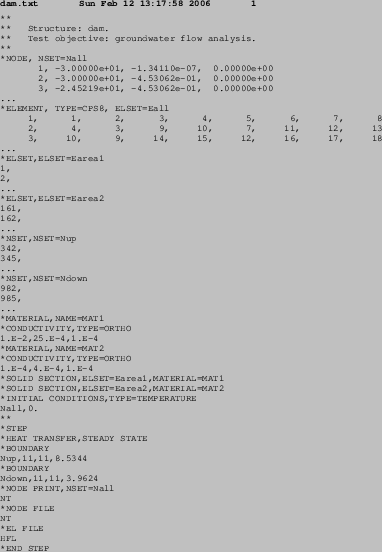 dam.txt Sun Feb 12 13:17:58 2006 1
**
** Structure: dam.
** Test objective: groundwater flow analysis.
**
*NODE, NSET=Nall
1, -3.00000e+01, -1.34110e-07, 0.00000e+00
2, -3.00000e+01, -4.53062e-01, 0.00000e+00
3, -2.45219e+01, -4.53062e-01, 0.00000e+00
...
*ELEMENT, TYPE=CPS8, ELSET=Eall
1, 1, 2, 3, 4, 5, 6, 7, 8
2, 4, 3, 9, 10, 7, 11, 12, 13
3, 10, 9, 14, 15, 12, 16, 17, 18
...
*ELSET,ELSET=Earea1
1,
2,
...
*ELSET,ELSET=Earea2
161,
162,
...
*NSET,NSET=Nup
342,
345,
...
*NSET,NSET=Ndown
982,
985,
...
*MATERIAL,NAME=MAT1
*CONDUCTIVITY,TYPE=ORTHO
1.E-2,25.E-4,1.E-4
*MATERIAL,NAME=MAT2
*CONDUCTIVITY,TYPE=ORTHO
1.E-4,4.E-4,1.E-4
*SOLID SECTION,ELSET=Earea1,MATERIAL=MAT1
*SOLID SECTION,ELSET=Earea2,MATERIAL=MAT2
*INITIAL CONDITIONS,TYPE=TEMPERATURE
Nall,0.
**
*STEP
*HEAT TRANSFER,STEADY STATE
*BOUNDARY
Nup,11,11,8.5344
*BOUNDARY
Ndown,11,11,3.9624
*NODE PRINT,NSET=Nall
NT
*NODE FILE
NT
*EL FILE
HFL
*END STEP